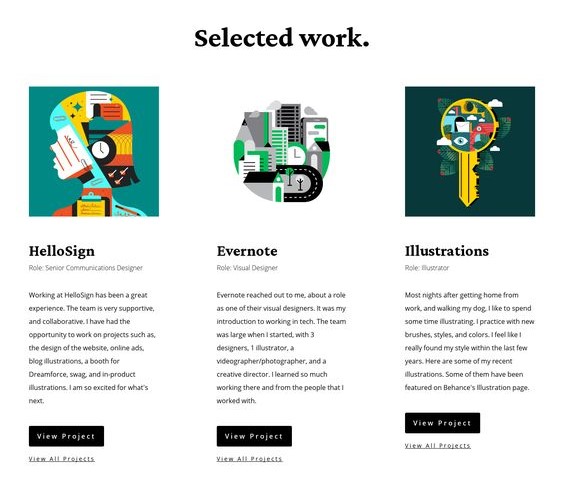 Selected work.
HelloSign
Role: Senior Communications Designer
Working at HelloSign has been a great
experience. The team is very supportive,
and collaborative. I have had the
opportunity to work on projects such as,
the design of the website, online ads,
blog illustrations, a booth for
Dreamforce, swag, and in-product
illustrations. I am so excited for what's
next.
View Project
View All Projects
Evernote
Role: Visual Designer
Evernote reached out to me, about a role
as one of their visual designers. It was my
introduction to working in tech. The team
was large when I started, with 3
designers, 1 illustrator, a
videographer/photographer, and a
creative director. I learned so much
working there and from the people that I
worked with.
View Project
View All Projects
Illustrations
Role: Illustrator
Most nights after getting home from
work, and walking my dog, I like to spend
some time illustrating. I practice with new
brushes, styles, and colors. I feel like I
really found my style within the last few
years. Here are some of my recent
illustrations. Some of them have been
featured on Behance's Illustration page.
View Project
View All Projects